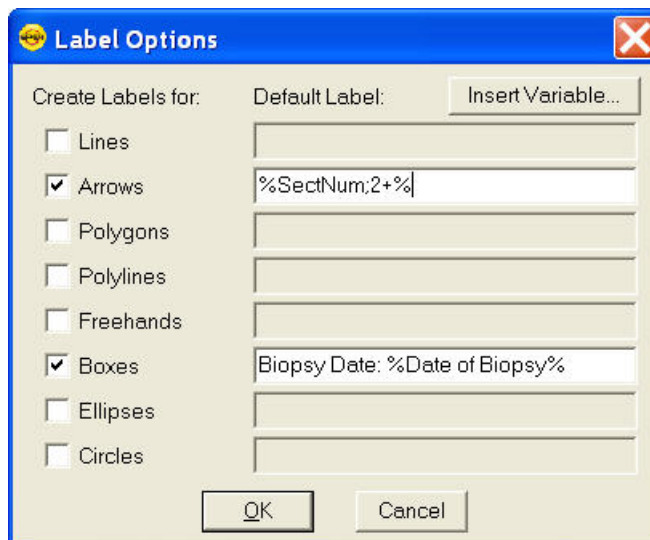 Label Options
Create Labels for: Default Label: Insert Variable...
Lines
Arrows %SectNum;2+%
Polygons
Polylines
Freehands
Boxes Biopsy Date: %Date of Biopsy%
Ellipses
Circles
OK Cancel